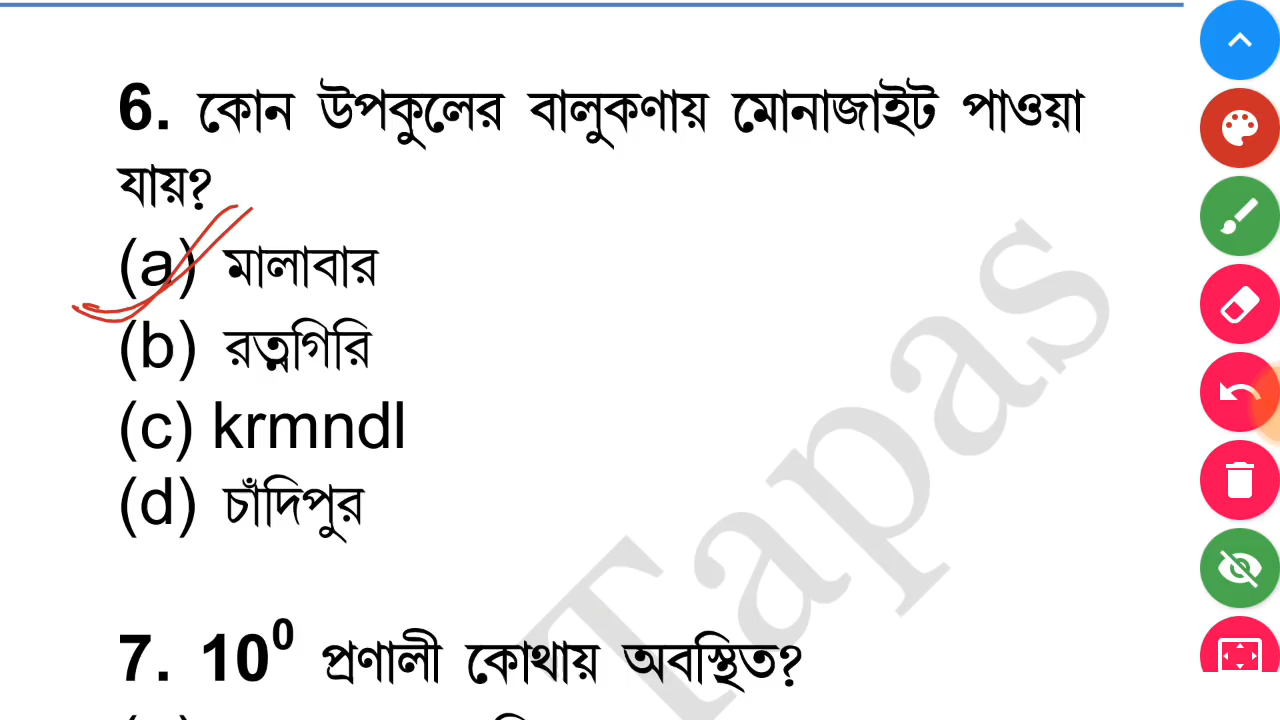 6. কোন উপকুলের বালুকণায় মোনাজাইট পাওয়া
যায়?
(a) মালাবার
(b) রত্নগিরি
(c) krmndl
(d) চাঁদিপুর
Tapas
7. 10⁰ প্রণালী কোথায় অবস্থিত?